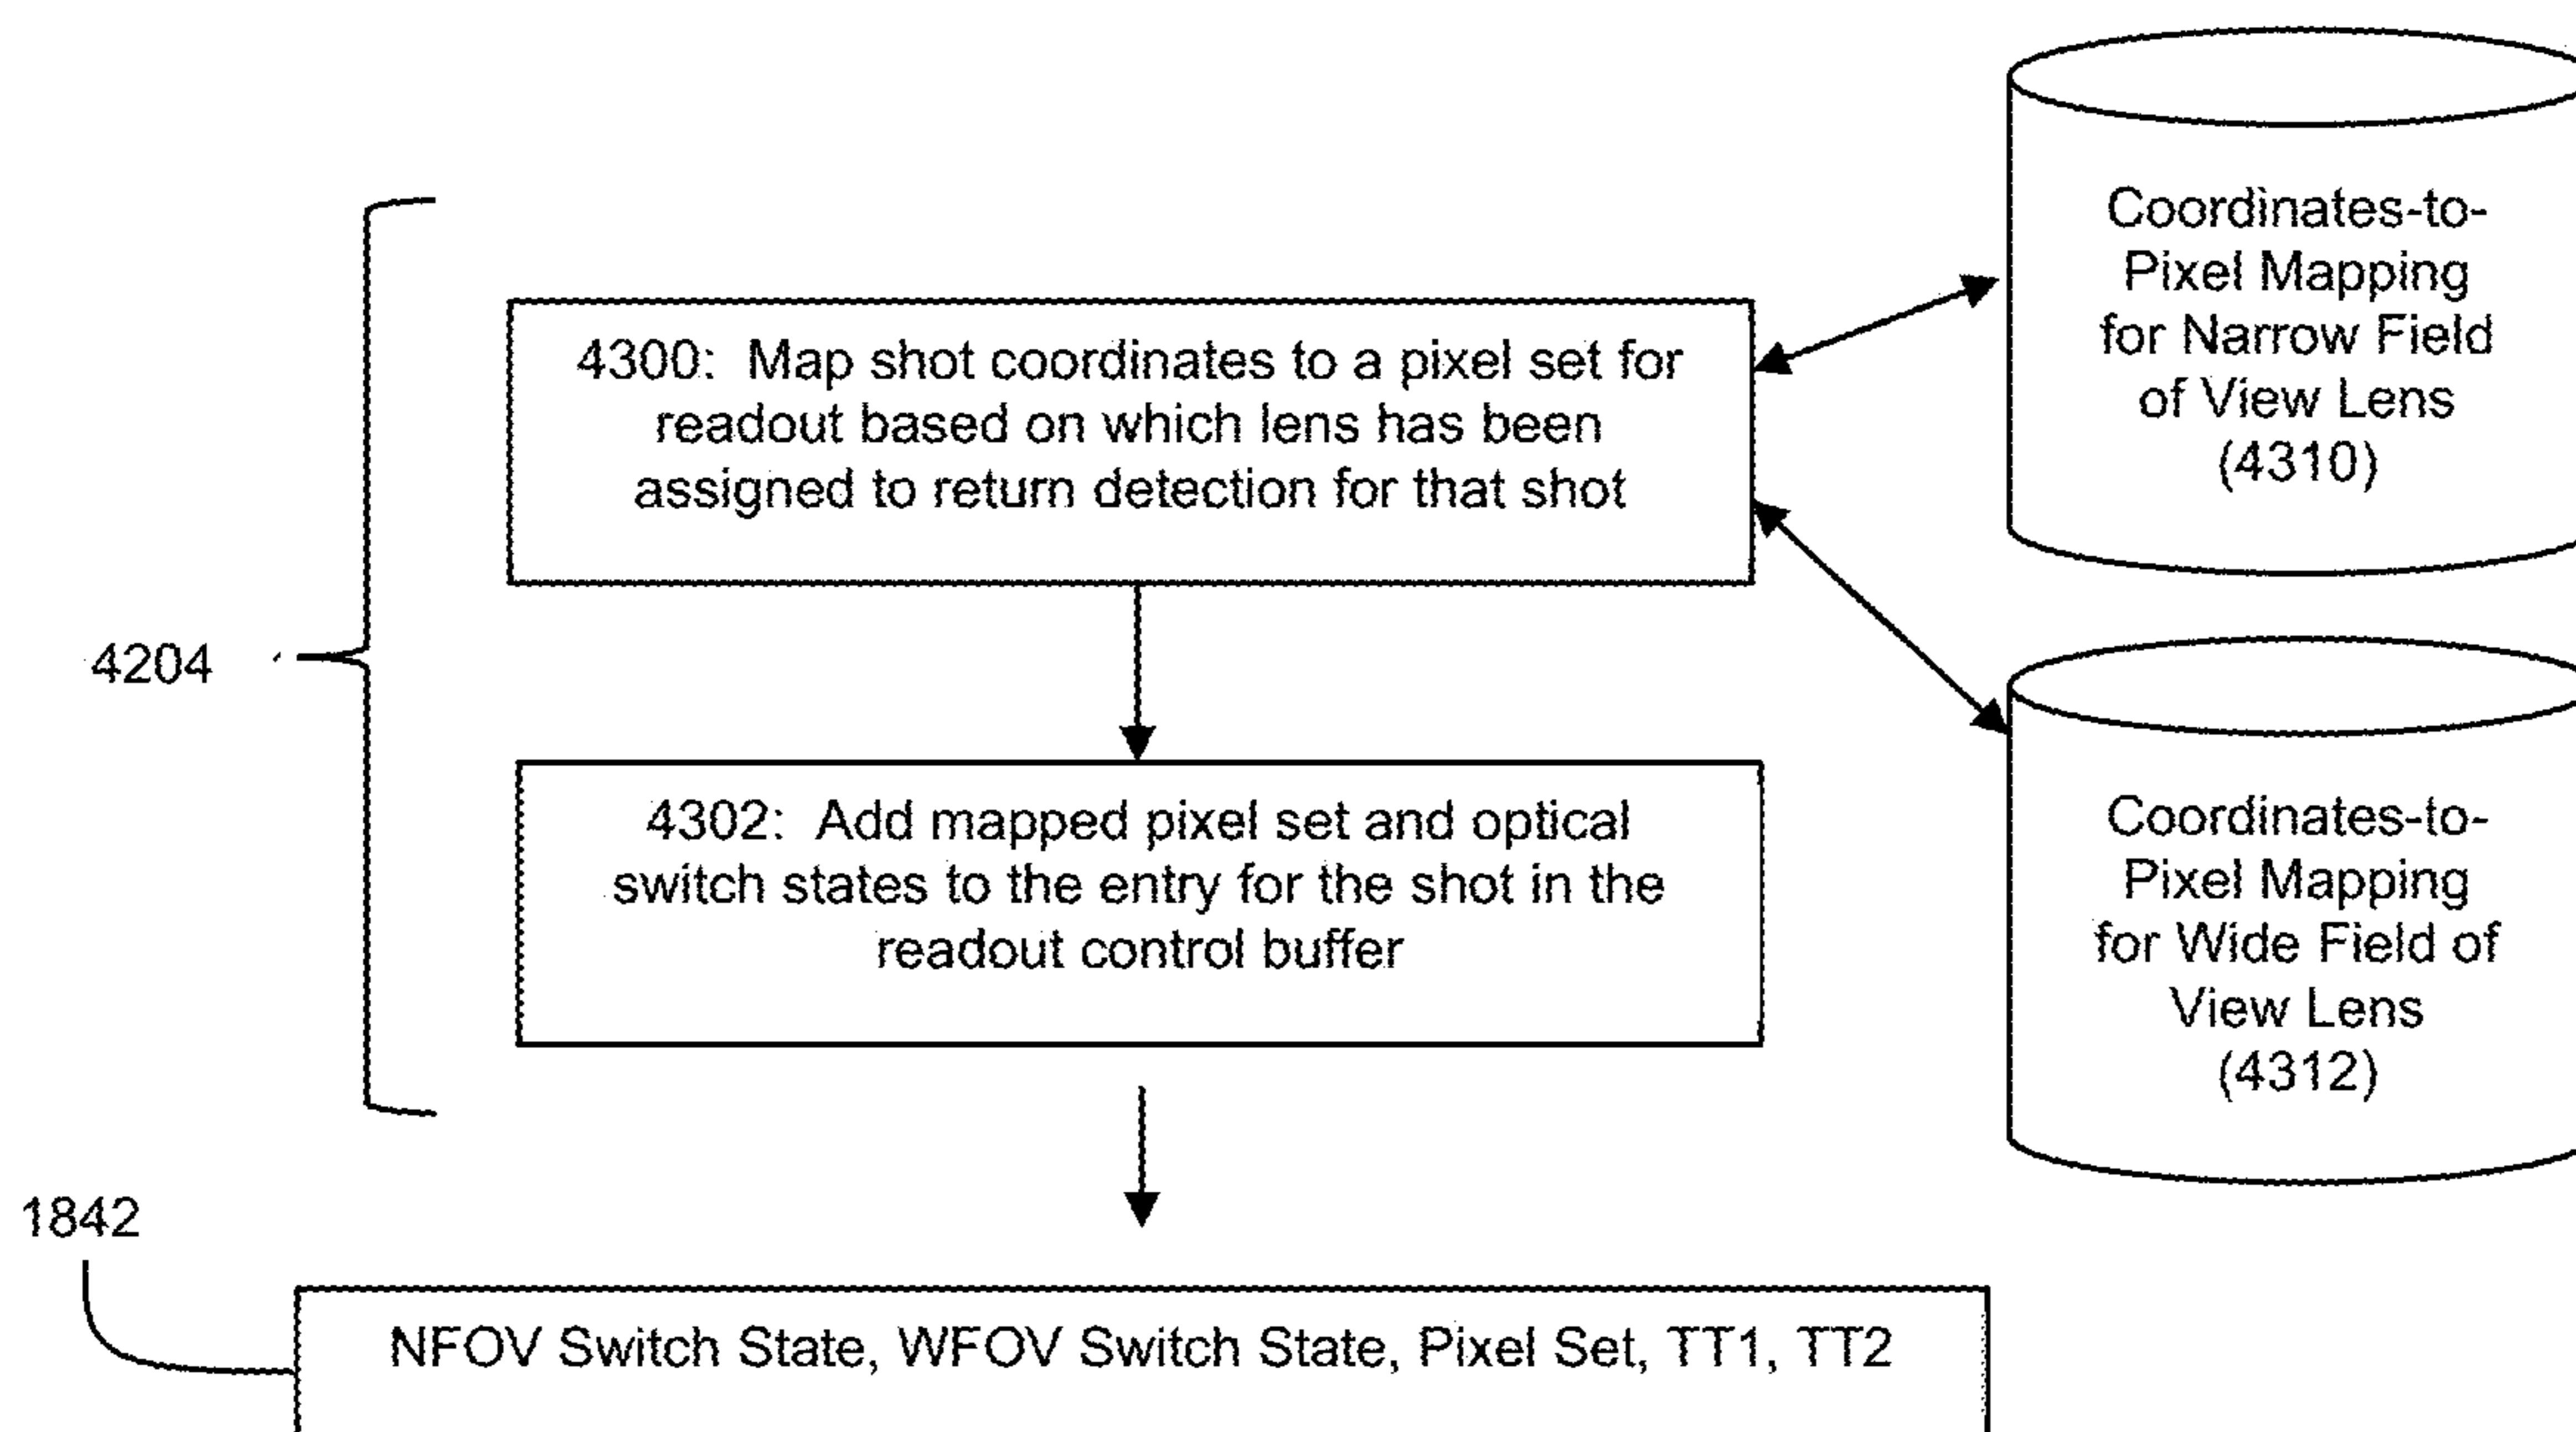 Coordinates-to-
Pixel Mapping
for Narrow Field
of View Lens
(4310)
4300: Map shot coordinates to a pixel set for
readout based on which lens has been
assigned to return detection for that shot
4204
4302: Add mapped pixel set and optical
switch states to the entry for the shot in the
readout control buffer
Coordinates-to-
Pixel Mapping
for Wide Field of
View Lens
(4312)
1842
NFOV Switch State, WFOV Switch State, Pixel Set, TT1, TT2